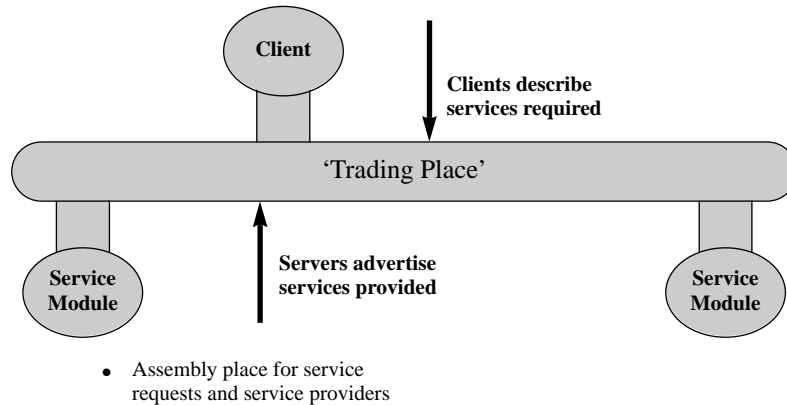 Client
Clients describe
services required
‘Trading Place’
Servers advertise
services provided
Service
Module
Service
Module
• Assembly place for service
requests and service providers